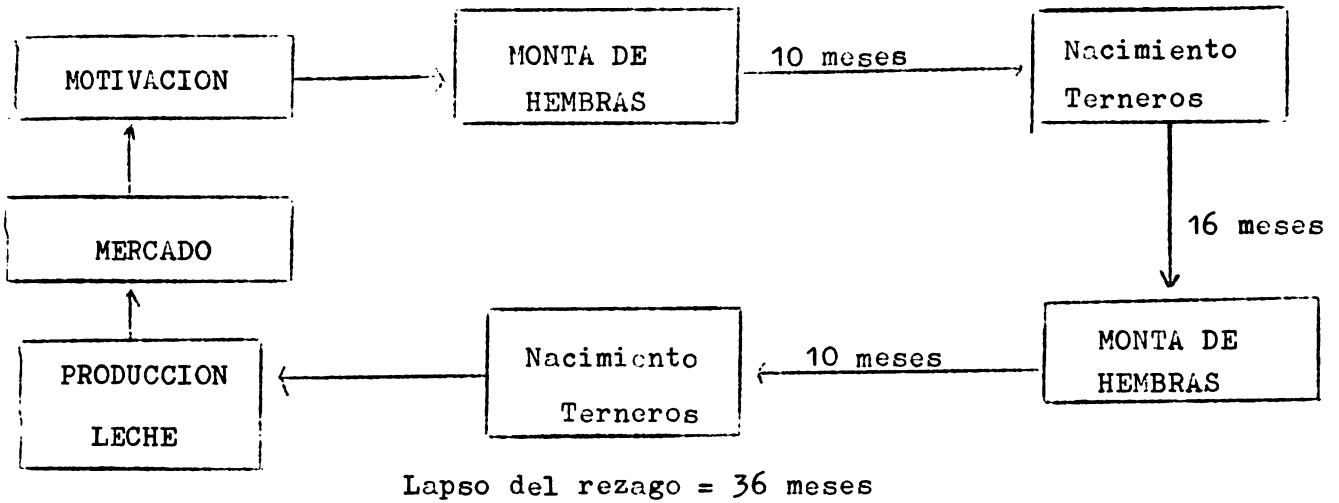 MOTIVACION
MONTA DE
HEMBRAS
10 meses
Nacimiento
Terneros
16 meses
MONTA DE
HEMBRAS
10 meses
Nacimiento
Terneros
PRODUCCION
LECHE
MERCADO
Lapso del rezago = 36 meses